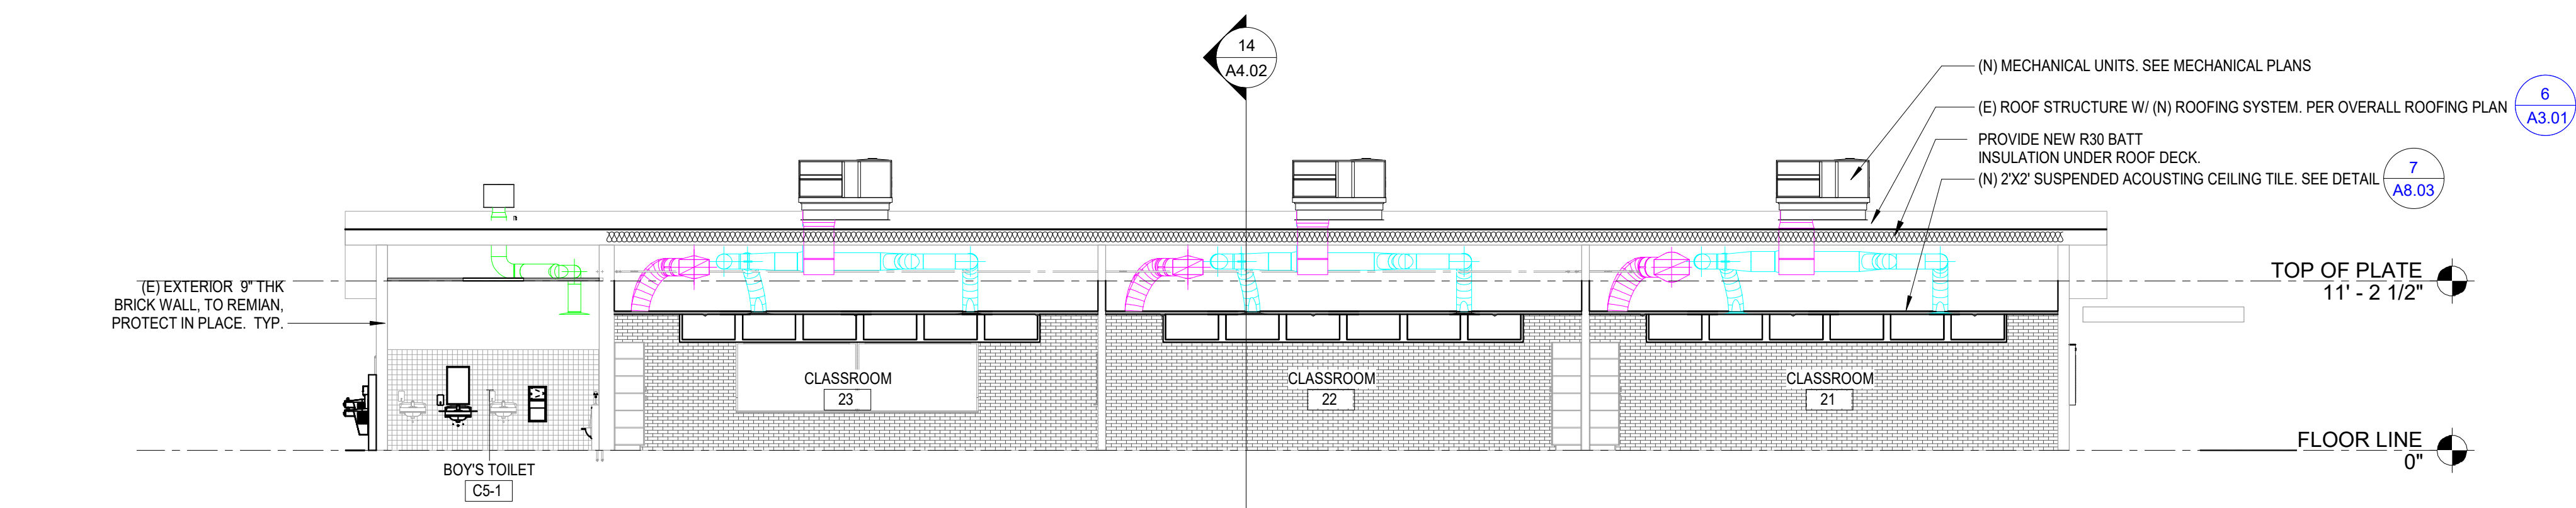 14
A4.02
(N) MECHANICAL UNITS. SEE MECHANICAL PLANS
(E) ROOF STRUCTURE W/ (N) ROOFING SYSTEM. PER OVERALL ROOFING PLAN
6
A3.01
PROVIDE NEW R30 BATT
INSULATION UNDER ROOF DECK.
(N) 2'X2' SUSPENDED ACOUSTING CEILING TILE. SEE DETAIL
7
A8.03
(E) EXTERIOR 9" THK
BRICK WALL, TO REMIAN,
PROTECT IN PLACE. TYP.
TOP OF PLATE
11' - 2 1/2"
CLASSROOM
23
CLASSROOM
22
CLASSROOM
21
FLOOR LINE
0"
BOY'S TOILET
C5-1